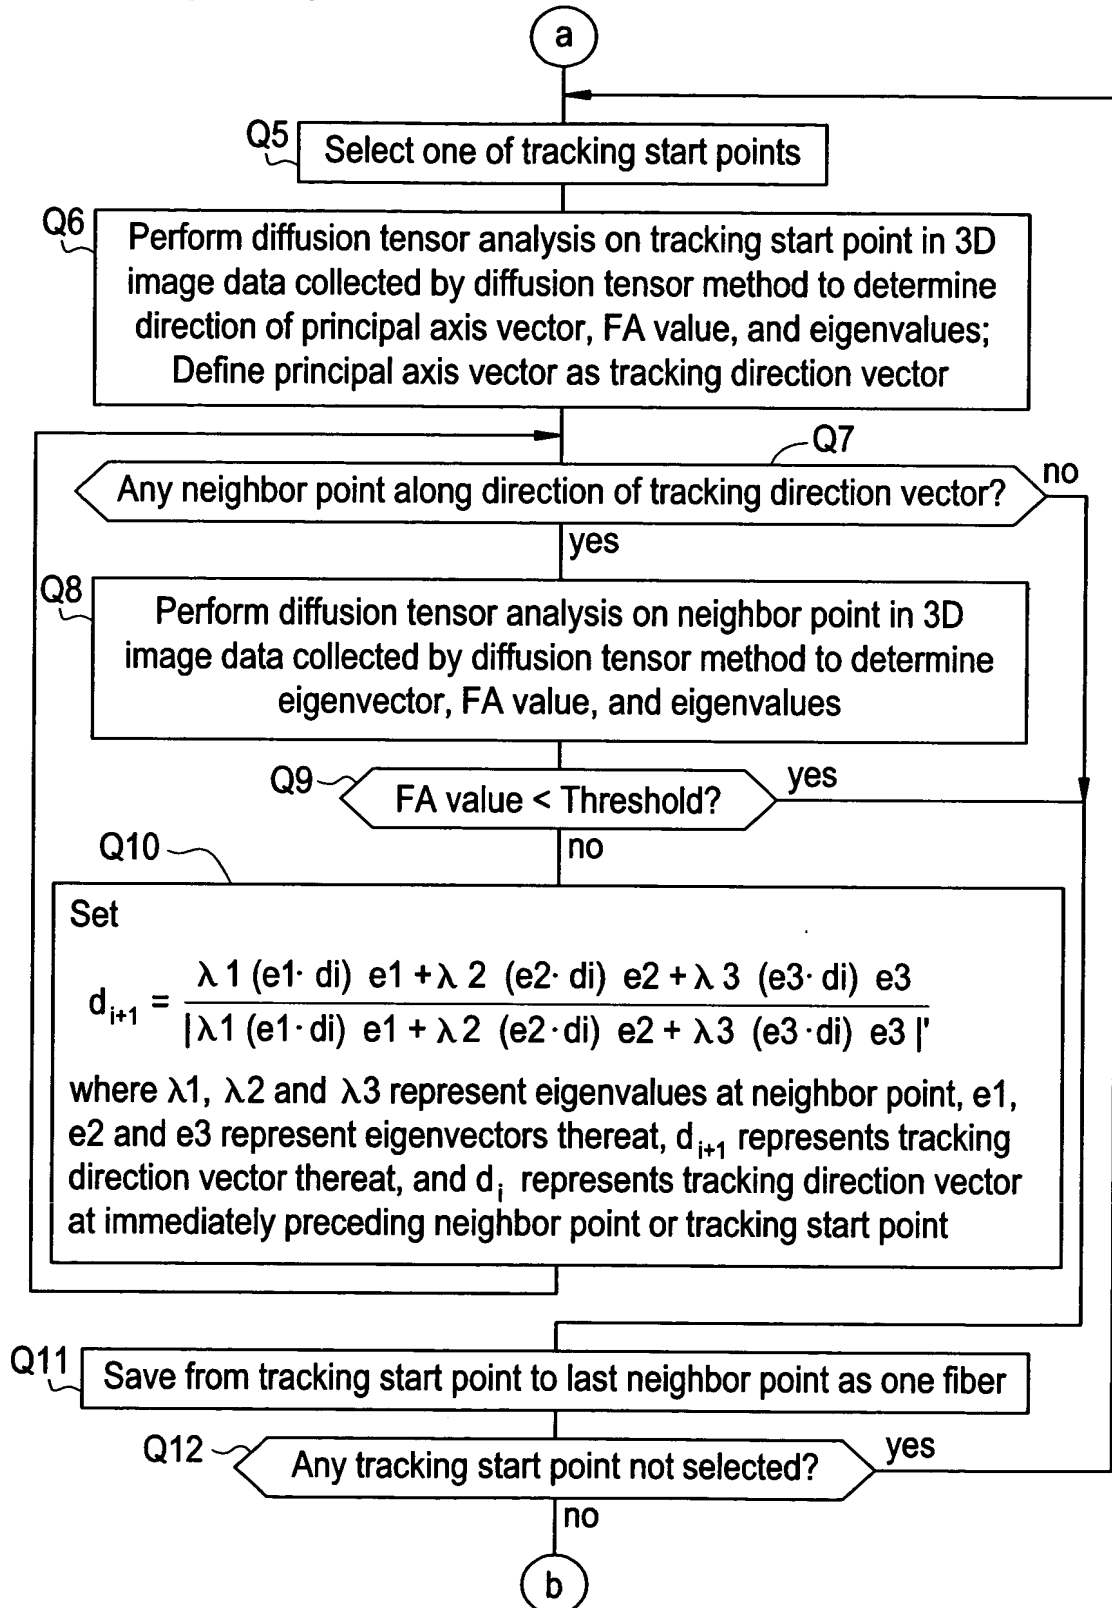 a
Q5
Select one of tracking start points
Q6
Perform diffusion tensor analysis on tracking start point in 3D
image data collected by diffusion tensor method to determine
direction of principal axis vector, FA value, and eigenvalues;
Define principal axis vector as tracking direction vector
Q7
Any neighbor point along direction of tracking direction vector?
no
yes
Q8
Perform diffusion tensor analysis on neighbor point in 3D
image data collected by diffusion tensor method to determine
eigenvector, FA value, and eigenvalues
Q9
FA value < Threshold?
yes
no
Q10
Set
λ1 (e1· di) e1 + λ2 (e2· di) e2 + λ3 (e3· di) e3
d i+1 =
|λ1 (e1· di) e1 + λ2 (e2· di) e2 + λ3 (e3· di) e3 |'
where λ1, λ2 and λ3 represent eigenvalues at neighbor point, e1,
e2 and e3 represent eigenvectors thereat, d i+1 represents tracking
direction vector thereat, and d i represents tracking direction vector
at immediately preceding neighbor point or tracking start point
Q11
Save from tracking start point to last neighbor point as one fiber
Q12
Any tracking start point not selected?
yes
no
b